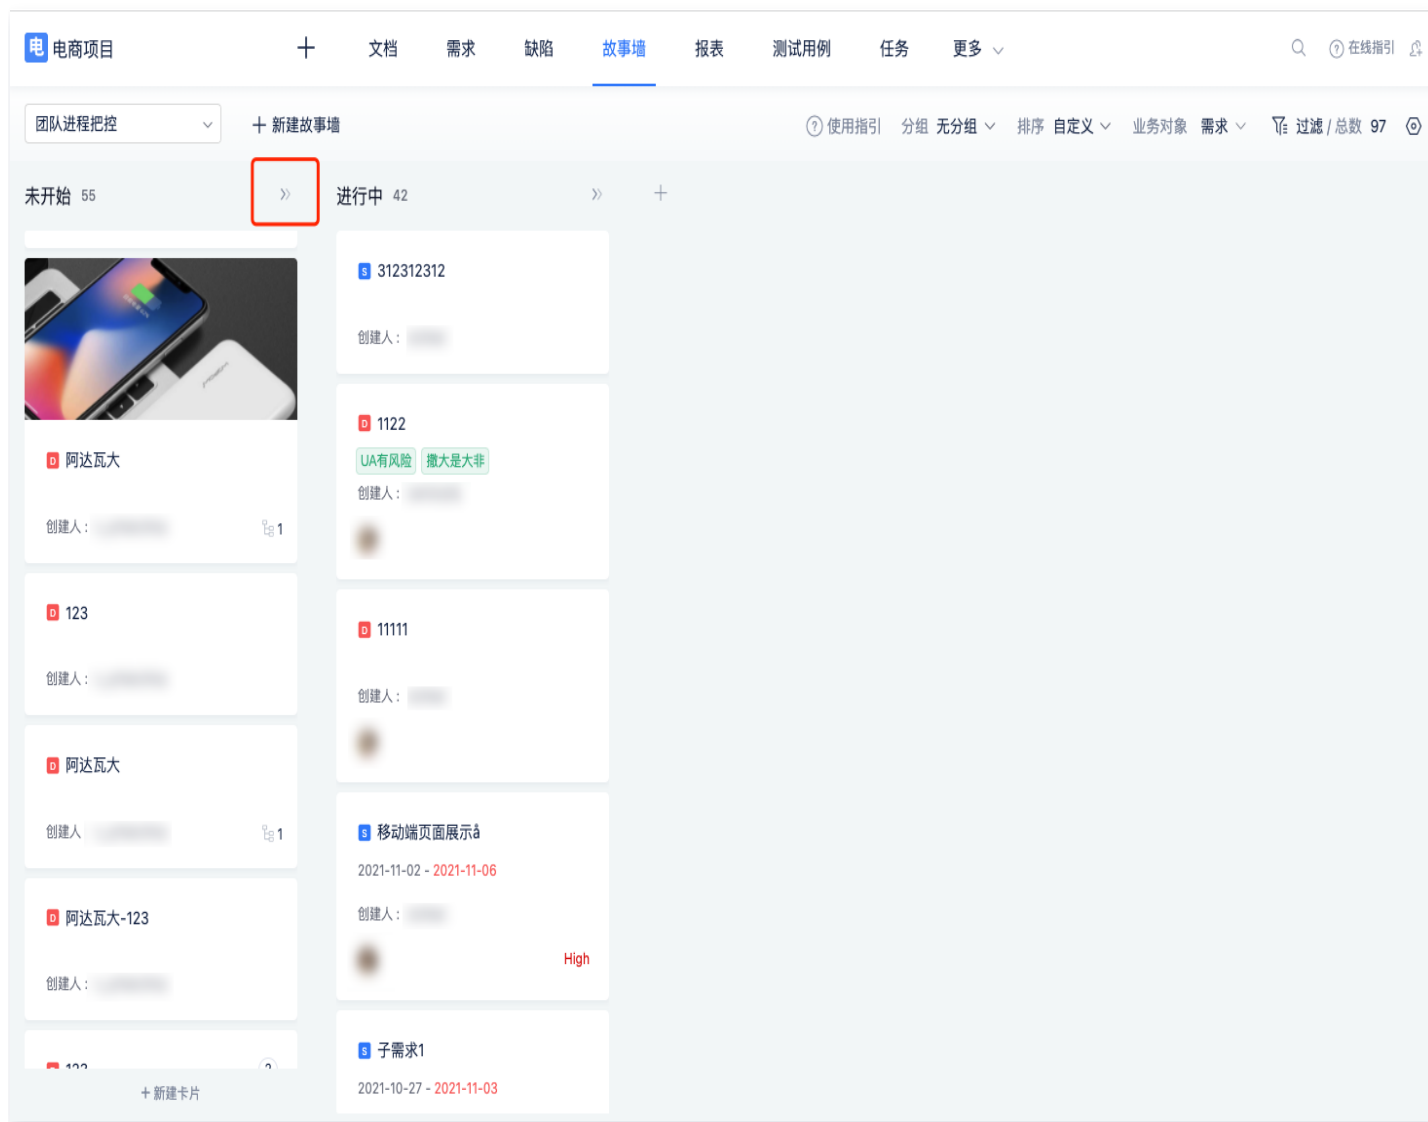 电 电商项目
文档 需求 缺陷 故事墙 报表 测试用例 任务 更多
在线指引
团队进程把控
新建故事墙
使用指引 分组 无分组 排序 自定义 业务对象 需求 过滤 / 总数 97
未开始 55
D 阿达瓦大
创建人：
1
D 123
创建人：
D 阿达瓦大
创建人
1
D 阿达瓦大-123
创建人：
+ 新建卡片
进行中 42
S 312312312
创建人：
D 1122
UA有风险 撒大是大非
创建人：
D 11111
创建人：
S 移动端页面展示å
2021-11-02 - 2021-11-06
创建人：
High
S 子需求1
2021-10-27 - 2021-11-03